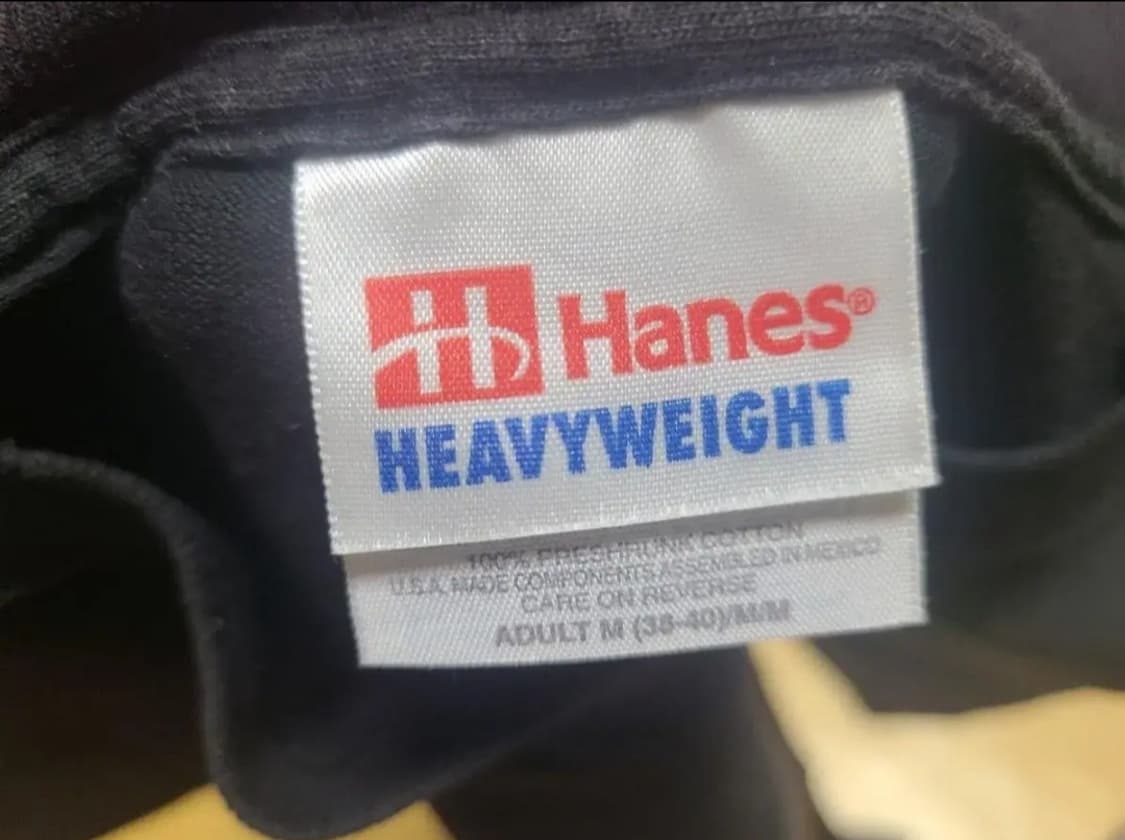 Hanes®
HEAVYWEIGHT
100% PRESHRUNK COTTON
U.S.A. MADE COMPONENTS ASSEMBLED IN MEXICO
CARE ON REVERSE
ADULT M (38-40)/M/M